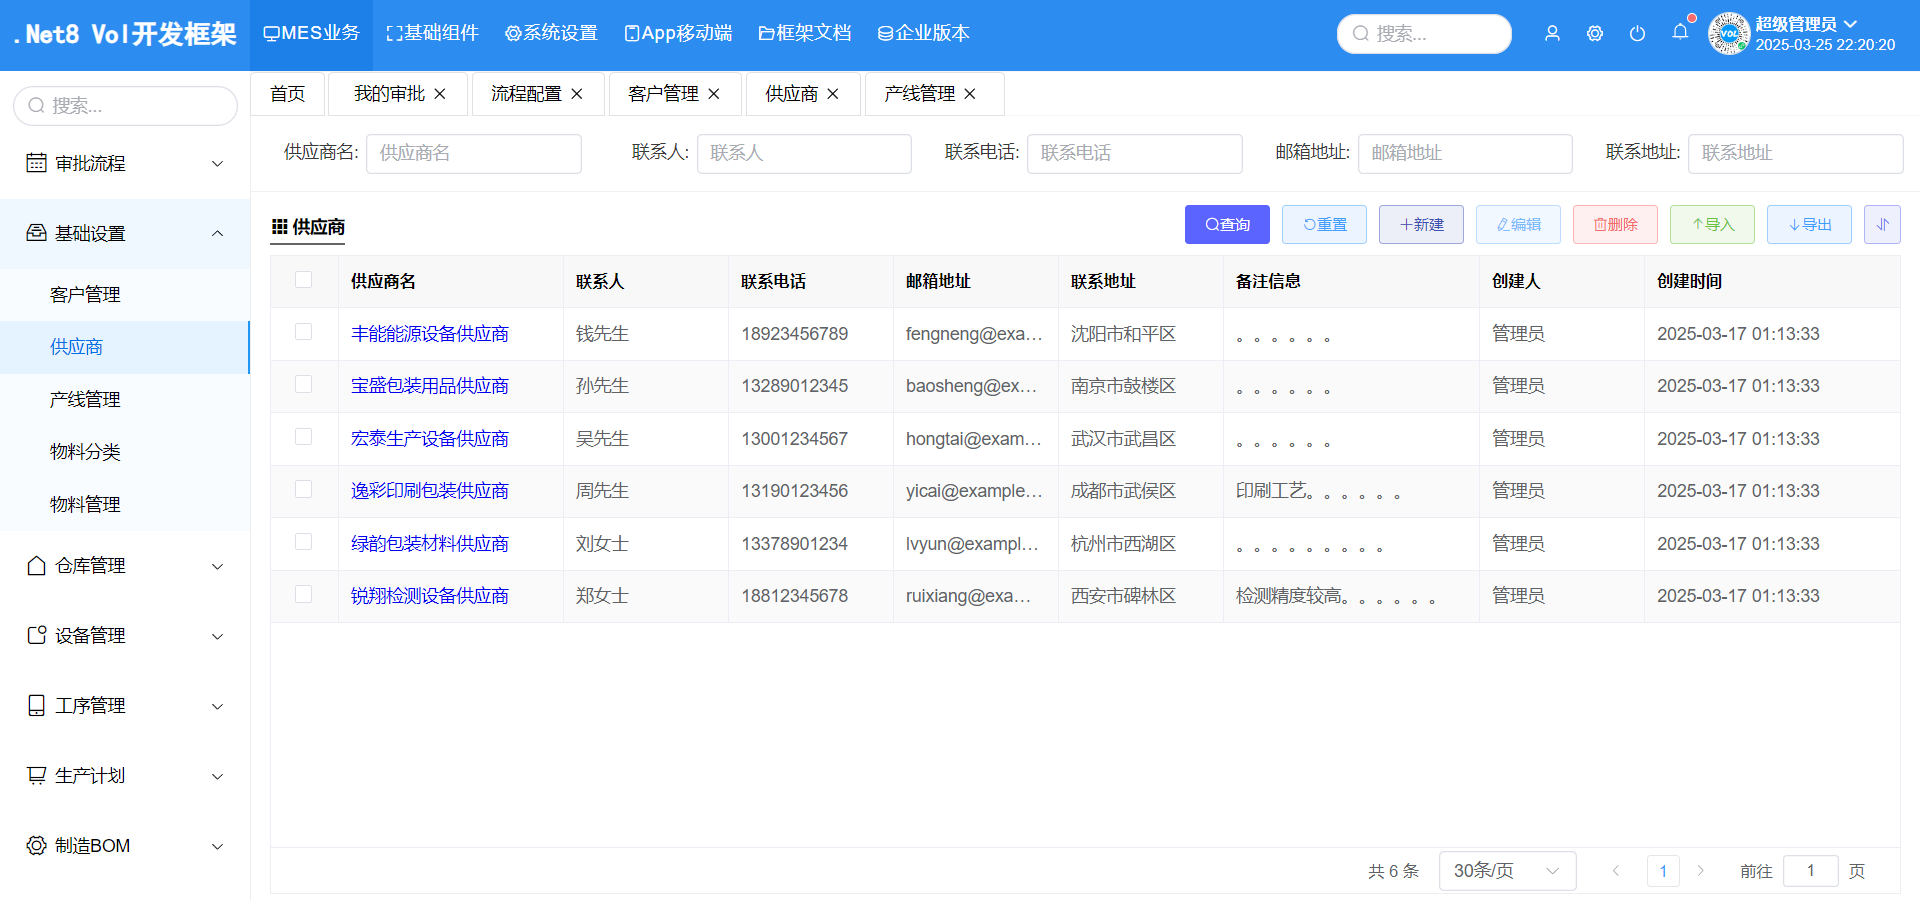 .Net8 Vol开发框架
MES业务 基础组件 系统设置 App移动端 框架文档 企业版本
搜索...
超级管理员
2025-03-25 22:20:20
搜索...
审批流程
基础设置
客户管理
供应商
产线管理
物料分类
物料管理
仓库管理
设备管理
工序管理
生产计划
制造BOM
首页 我的审批 流程配置 客户管理 供应商 产线管理
供应商名: 供应商名 联系人: 联系人 联系电话: 联系电话 邮箱地址: 邮箱地址 联系地址: 联系地址
供应商
查询 重置 新建 编辑 删除 导入 导出
供应商名 联系人 联系电话 邮箱地址 联系地址 备注信息 创建人 创建时间
丰能能源设备供应商 钱先生 18923456789 fengneng@exa... 沈阳市和平区 。。。。。。 管理员 2025-03-17 01:13:33
宝盛包装用品供应商 孙先生 13289012345 baosheng@ex... 南京市鼓楼区 。。。。。。 管理员 2025-03-17 01:13:33
宏泰生产设备供应商 吴先生 13001234567 hongtai@exam... 武汉市武昌区 。。。。。。 管理员 2025-03-17 01:13:33
逸彩印刷包装供应商 周先生 13190123456 yicai@example... 成都市武侯区 印刷工艺。。。。。。 管理员 2025-03-17 01:13:33
绿韵包装材料供应商 刘女士 13378901234 lvyun@exampl... 杭州市西湖区 。。。。。。。。。 管理员 2025-03-17 01:13:33
锐翔检测设备供应商 郑女士 18812345678 ruixiang@exa... 西安市碑林区 检测精度较高。。。。。。 管理员 2025-03-17 01:13:33
共 6 条 30条/页 1 前往 1 页